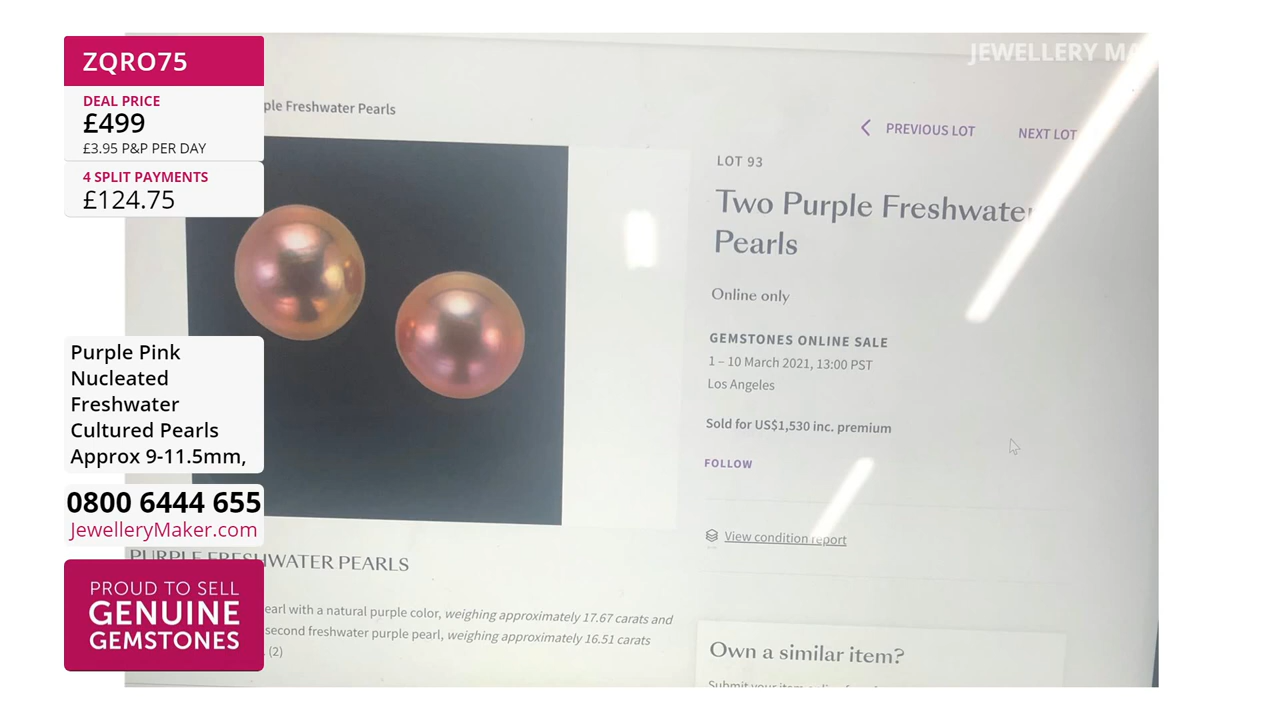 ZQRO75
DEAL PRICE
£499
£3.95 P&P PER DAY
4 SPLIT PAYMENTS
£124.75
Purple Pink
Nucleated
Freshwater
Cultured Pearls
Approx 9-11.5mm,
0800 6444 655
JewelleryMaker.com
PROUD TO SELL
GENUINE
GEMSTONES
JEWELLERY
Freshwater Pearls
PREVIOUS LOT
NEXT LOT
LOT 93
Two Purple Freshwater
Pearls
Online only
GEMSTONES ONLINE SALE
1 – 10 March 2021, 13:00 PST
Los Angeles
Sold for US$1,530 inc. premium
FOLLOW
View condition report
PURPLE FRESHWATER PEARLS
with a natural purple color, weighing approximately 17.67 carats and
second freshwater purple pearl, weighing approximately 16.51 carats
(2)
Own a similar item?